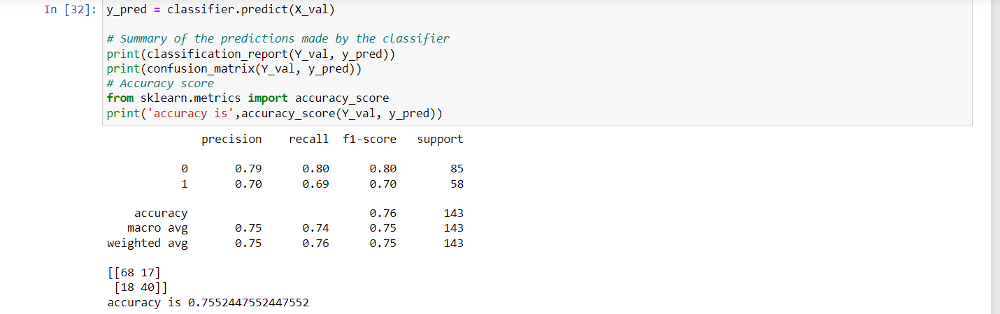 In [32]: y_pred = classifier.predict(X_val)
# Summary of the predictions made by the classifier
print(classification_report(Y_val, y_pred))
print(confusion_matrix(Y_val, y_pred))
# Accuracy score
from sklearn.metrics import accuracy_score
print('accuracy is',accuracy_score(Y_val, y_pred))
precision recall f1-score support
0 0.79 0.80 0.80 85
1 0.70 0.69 0.70 58
accuracy 0.76 143
macro avg 0.75 0.74 0.75 143
weighted avg 0.75 0.76 0.75 143
[[68 17]
[18 40]]
accuracy is 0.7552447552447552